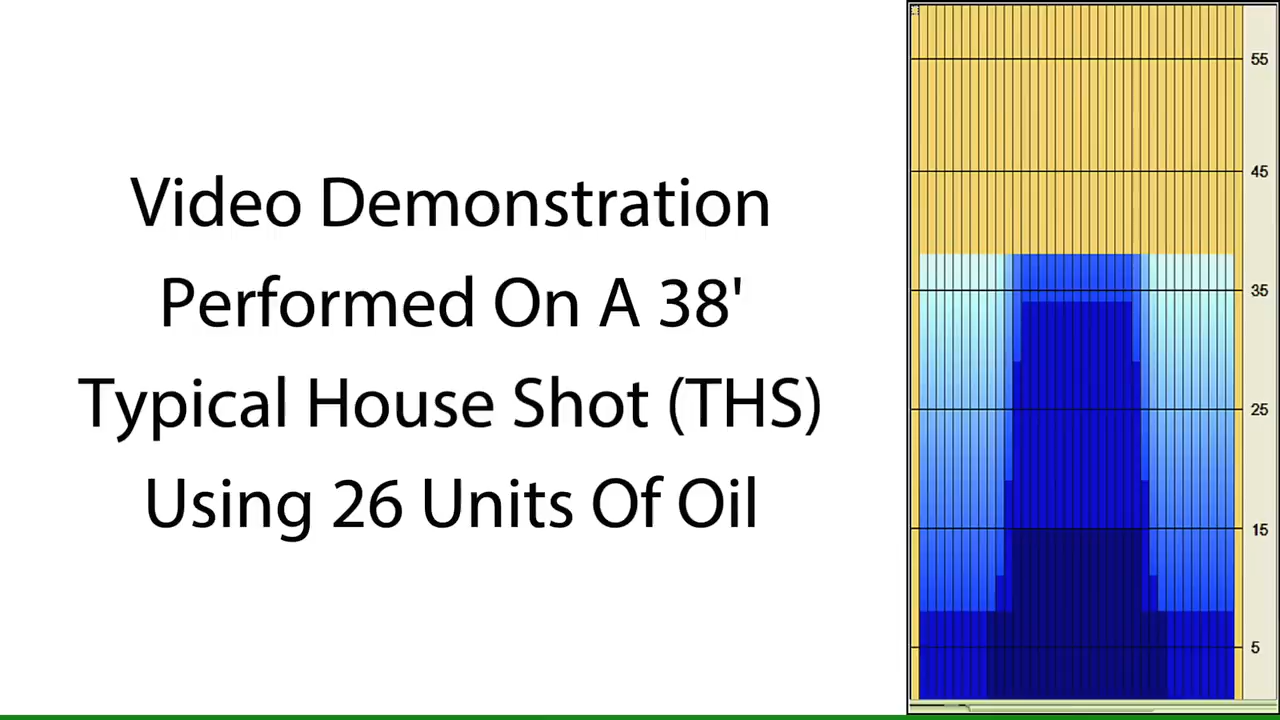 Video Demonstration
Performed On A 38'
Typical House Shot (THS)
Using 26 Units Of Oil
55
45
35
25
15
5